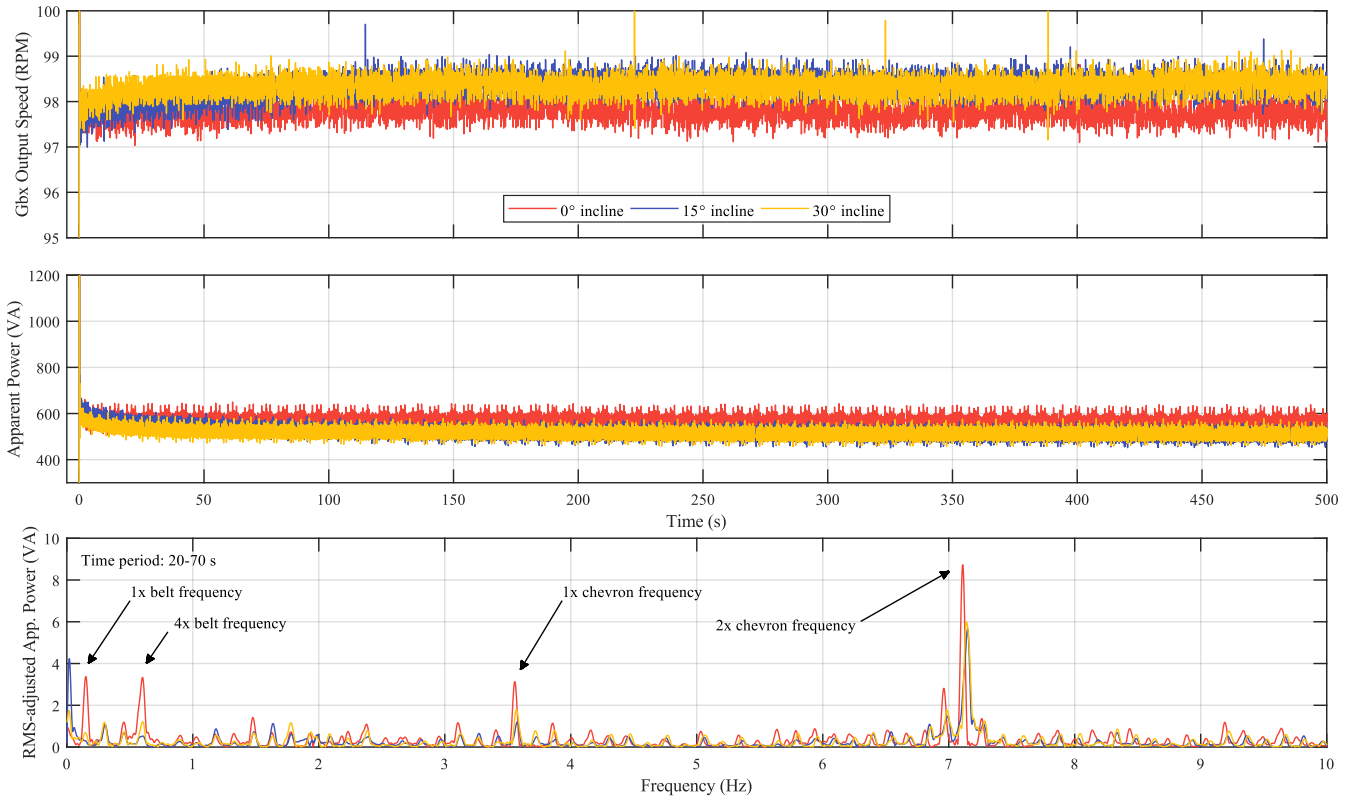 Gbx Output Speed (RPM)
100
99
98
97
96
95
0° incline 15° incline 30° incline
Apparent Power (VA)
1200
1000
800
600
400
0 50 100 150 200 250 300 350 400 450 500
Time (s)
RMS-adjusted App. Power (VA)
10
8
6
4
2
0
Time period: 20-70 s
1x belt frequency
4x belt frequency
1x chevron frequency
2x chevron frequency
0 1 2 3 4 5 6 7 8 9 10
Frequency (Hz)